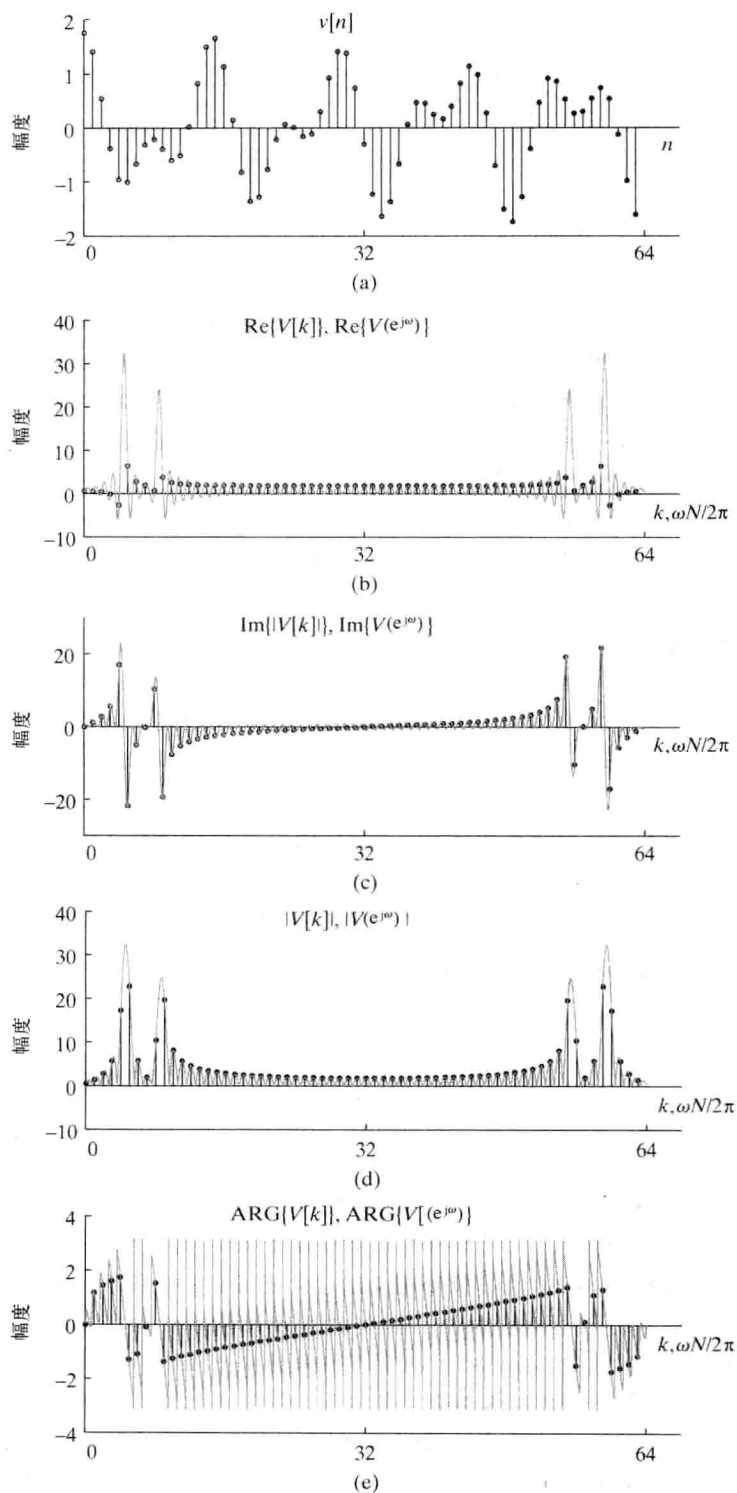 v[n]
2
1
0
−1
−2
幅度
n
0 32 64
(a)
Re{V[k]}, Re{V(e^{jω})}
40
30
20
10
0
−10
幅度
k, ωN/2π
0 32 64
(b)
Im{|V[k]|}, Im{V(e^{jω})}
20
0
−20
幅度
k, ωN/2π
0 32 64
(c)
|V[k]|, |V(e^{jω})|
40
30
20
10
0
−10
幅度
k, ωN/2π
0 32 64
(d)
ARG{V[k]}, ARG{V[(e^{jω})}
4
2
0
−2
−4
幅度
k, ωN/2π
0 32 64
(e)